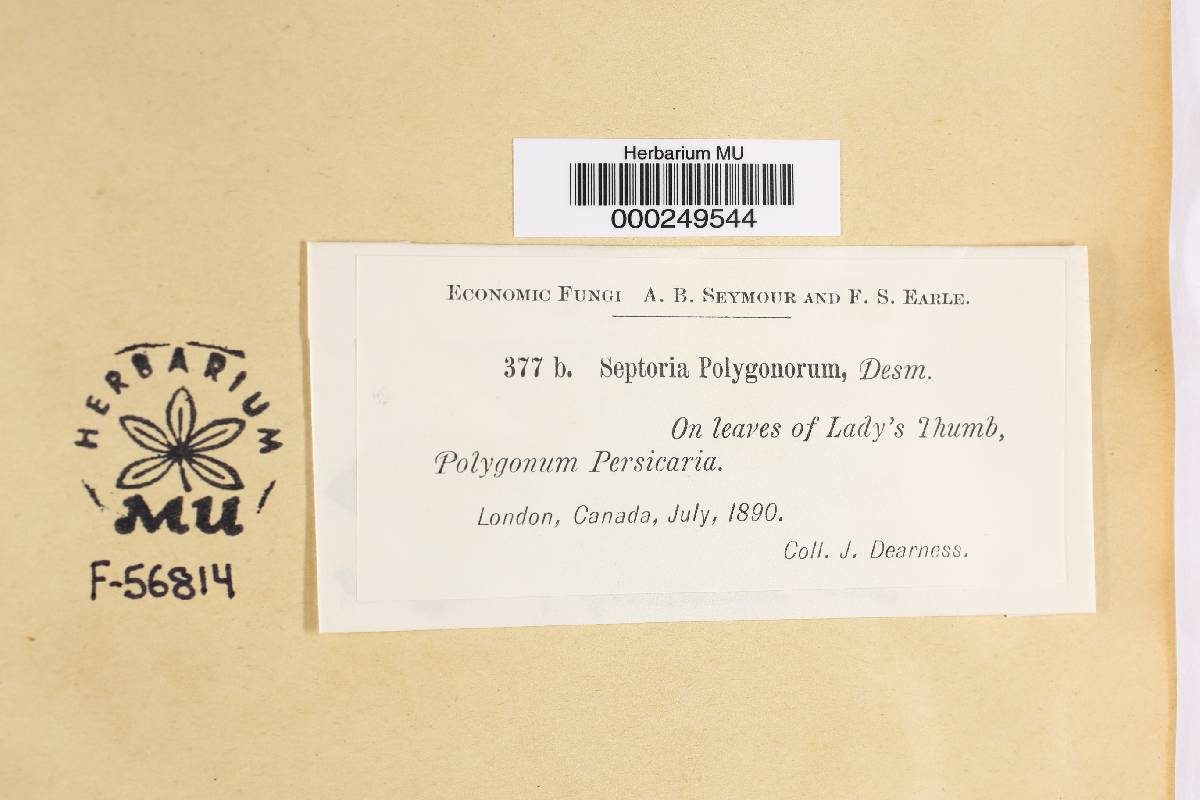 Herbarium MU
000249544
ECONOMIC FUNGI A. B. SEYMOUR AND F. S. EARLE.
377 b. Septoria Polygonorum, Desm.
On leaves of Lady's Thumb,
Polygonum Persicaria.
London, Canada, July, 1890.
Coll. J. Dearness.
HERBARIUM
MU
F-56814